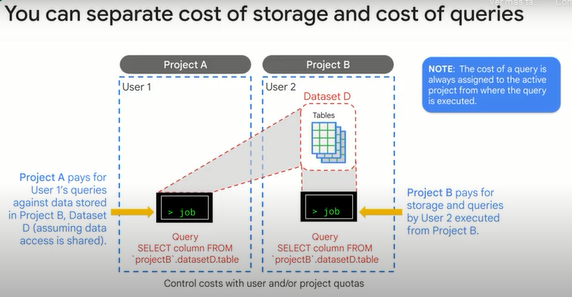 You can separate cost of storage and cost of queries
Project A
Project B
User 1
User 2
Dataset D
Tables
NOTE: The cost of a query is
always assigned to the active
project from where the query
is executed.
Project A pays for
User 1's queries
against data stored
in Project B, Dataset
D (assuming data
access is shared).
> job
> job
Project B pays for
storage and queries
by User 2 executed
from Project B.
Query
SELECT column FROM
`projectB`.datasetD.table
Query
SELECT column FROM
`projectB`.datasetD.table
Control costs with user and/or project quotas